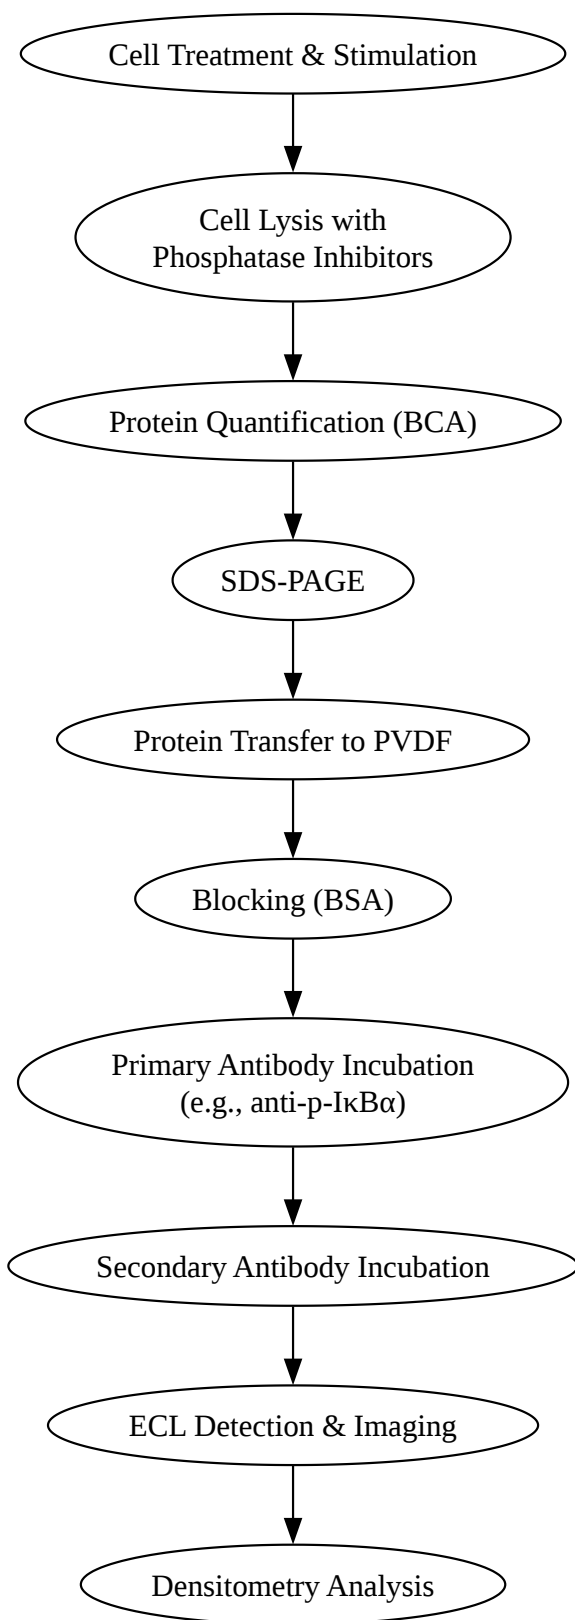 Cell Treatment & Stimulation
Cell Lysis with
Phosphatase Inhibitors
Protein Quantification (BCA)
SDS-PAGE
Protein Transfer to PVDF
Blocking (BSA)
Primary Antibody Incubation
(e.g., anti-p-IκBα)
Secondary Antibody Incubation
ECL Detection & Imaging
Densitometry Analysis